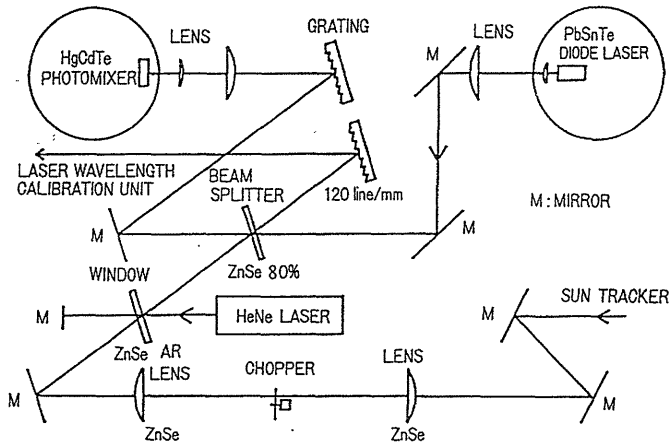 GRATING
HgCdTe
PHOTOMIXER
LENS
M
LENS
PbSnTe
DIODE LASER
LASER WAVELENGTH
CALIBRATION UNIT
BEAM
SPLITTER
120 line/mm
M : MIRROR
M
M
ZnSe 80%
WINDOW
M
HeNe LASER
SUN TRACKER
M
ZnSe AR
LENS
CHOPPER
LENS
M
M
ZnSe
ZnSe